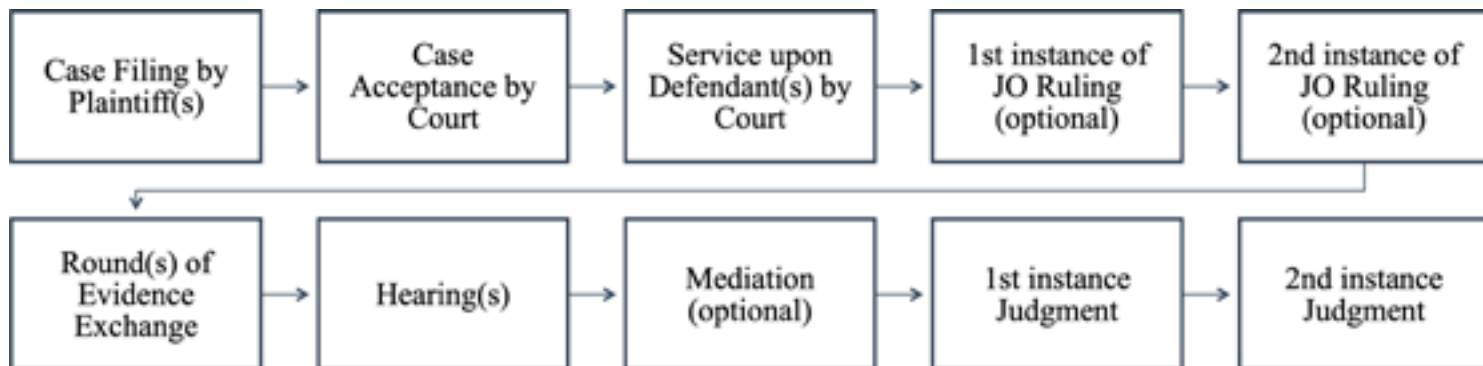 Case Filing by
Plaintiff(s)
Case
Acceptance by
Court
Service upon
Defendant(s) by
Court
1st instance of
JO Ruling
(optional)
2nd instance of
JO Ruling
(optional)
Round(s) of
Evidence
Exchange
Hearing(s)
Mediation
(optional)
1st instance
Judgment
2nd instance
Judgment